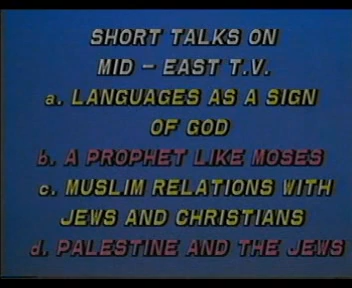 SHORT TALKS ON
MID - EAST T.V.
a. LANGUAGES AS A SIGN
OF GOD
b. A PROPHET LIKE MOSES
c. MUSLIM RELATIONS WITH
JEWS AND CHRISTIANS
d. PALESTINE AND THE JEWS